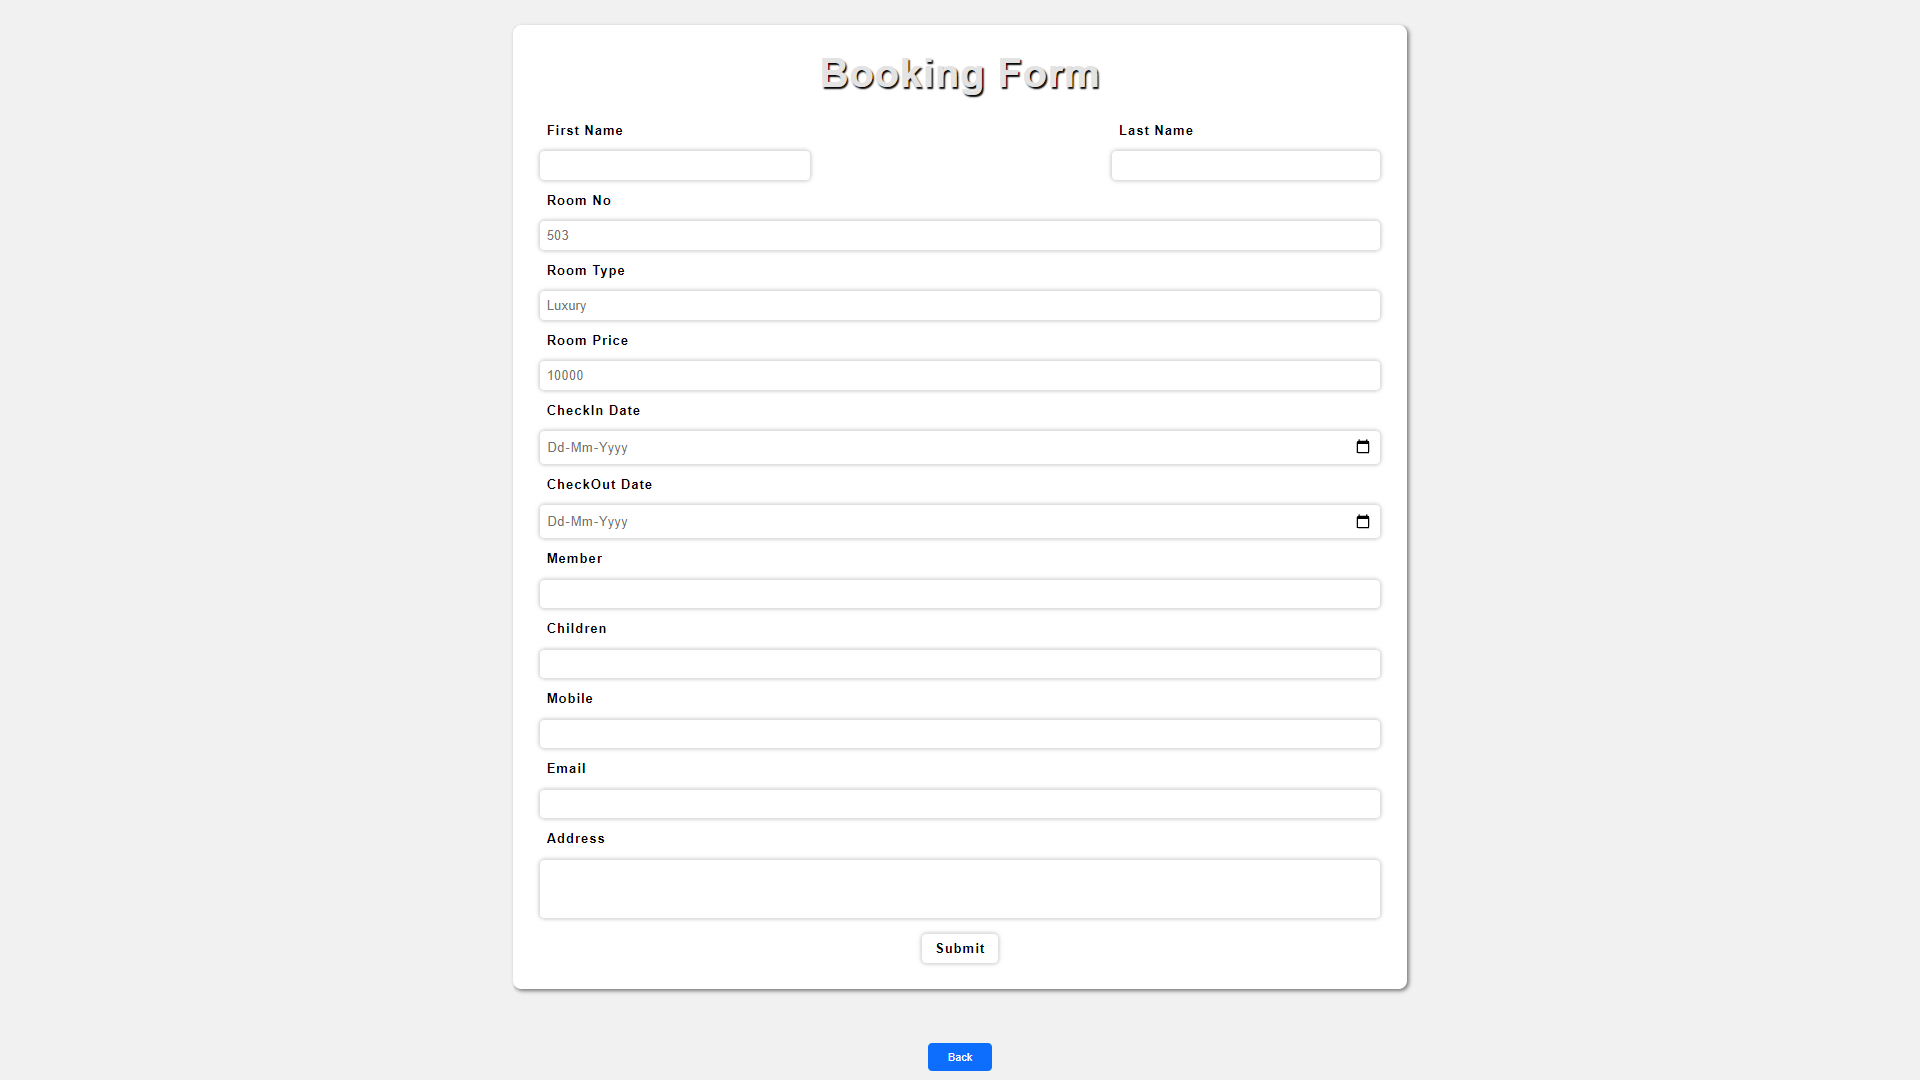 Booking Form
First Name
Last Name
Room No
503
Room Type
Luxury
Room Price
10000
CheckIn Date
Dd-Mm-Yyyy
CheckOut Date
Dd-Mm-Yyyy
Member
Children
Mobile
Email
Address
Submit
Back